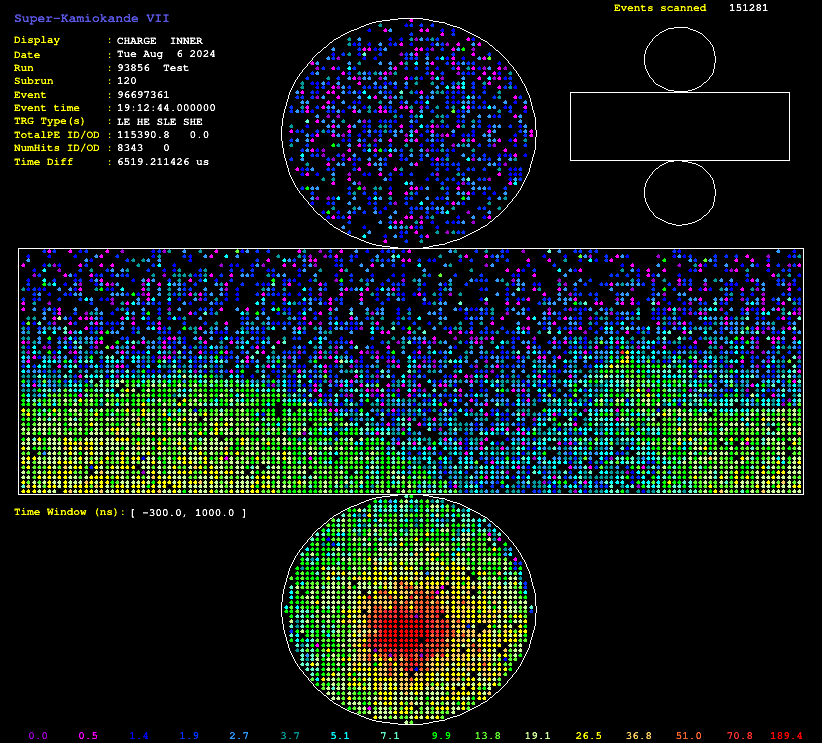 Super-Kamiokande VII
Events scanned 151281
Display : CHARGE INNER
Date : Tue Aug 6 2024
Run : 93856 Test
Subrun : 120
Event : 96697361
Event time : 19:12:44.000000
TRG Type(s) : LE HE SLE SHE
TotalPE ID/OD : 115390.8 0.0
NumHits ID/OD : 8343 0
Time Diff : 6519.211426 us
Time Window (ns): [ -300.0, 1000.0 ]
0.0 0.5 1.4 1.9 2.7 3.7 5.1 7.1 9.9 13.8 19.1 26.5 36.8 51.0 70.8 189.4